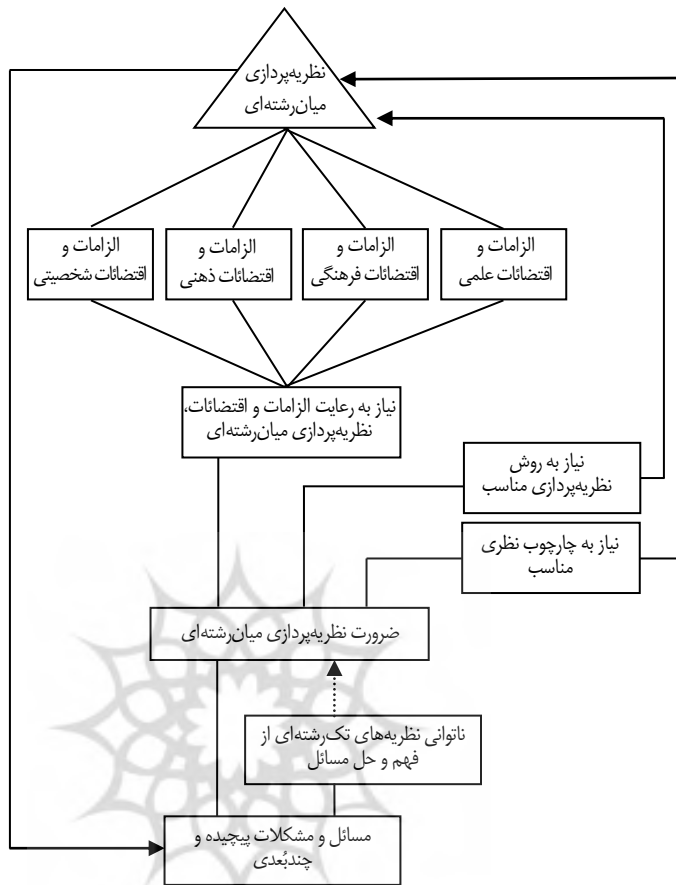 نظریه‌پردازی
میان‌رشته‌ای
الزامات و
اقتضائات علمی
الزامات و
اقتضائات فرهنگی
الزامات و
اقتضائات ذهنی
الزامات و
اقتضائات شخصیتی
نیاز به رعایت الزامات و اقتضائات،
نظریه‌پردازی میان‌رشته‌ای
نیاز به روش
نظریه‌پردازی مناسب
نیاز به چارچوب نظری
مناسب
ضرورت نظریه‌پردازی میان‌رشته‌ای
ناتوانی نظریه‌های تک‌رشته‌ای از
فهم و حل مسائل
مسائل و مشکلات پیچیده و
چندبُعدی